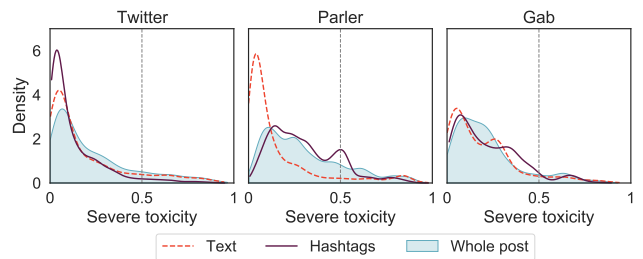 Twitter Parler Gab
Density
6
4
2
0
0 0.5 1 0 0.5 1 0 0.5 1
Severe toxicity Severe toxicity Severe toxicity
Text Hashtags Whole post